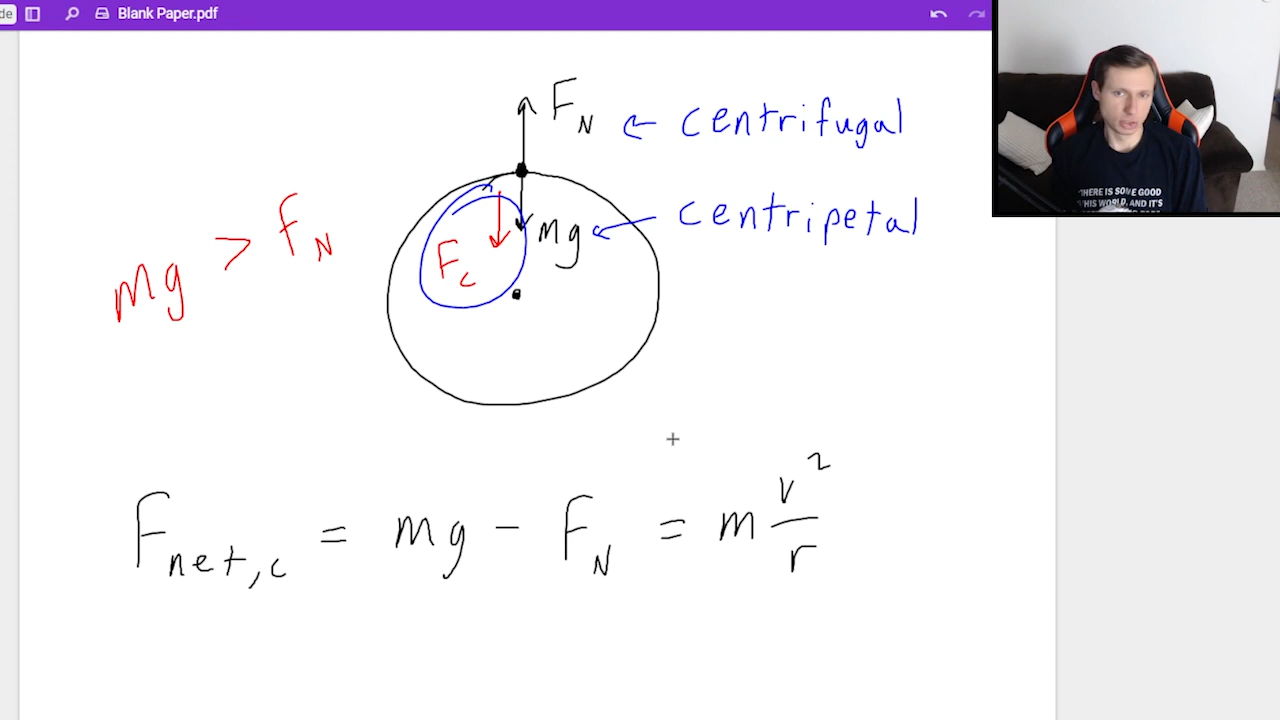 de
Blank Paper.pdf
F_N ← centrifugal
mg ← centripetal
F_c
mg > F_N
F_net,c = mg - F_N = m v²/r
THERE IS SOME GOOD
THIS WORLD, AND IT'S